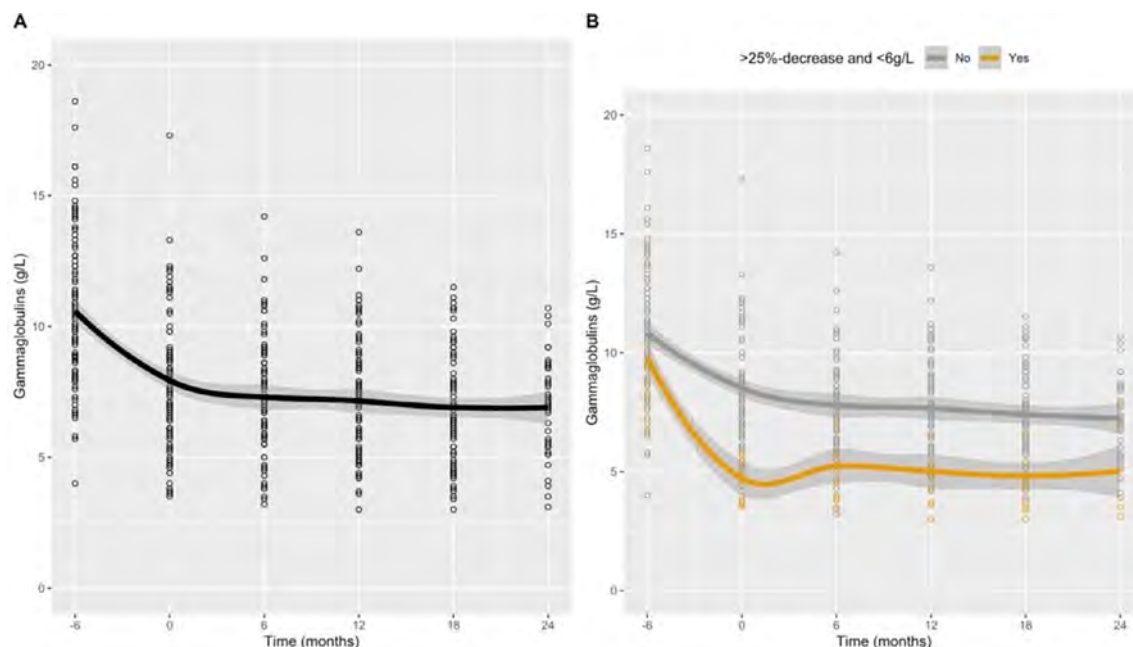 A
20
15
10
5
0
Gammaglobulins (g/L)
-6 0 6 12 18 24
Time (months)
B
>25%-decrease and <6g/L No Yes
20
15
10
5
0
Gammaglobulins (g/L)
-6 0 6 12 18 24
Time (months)